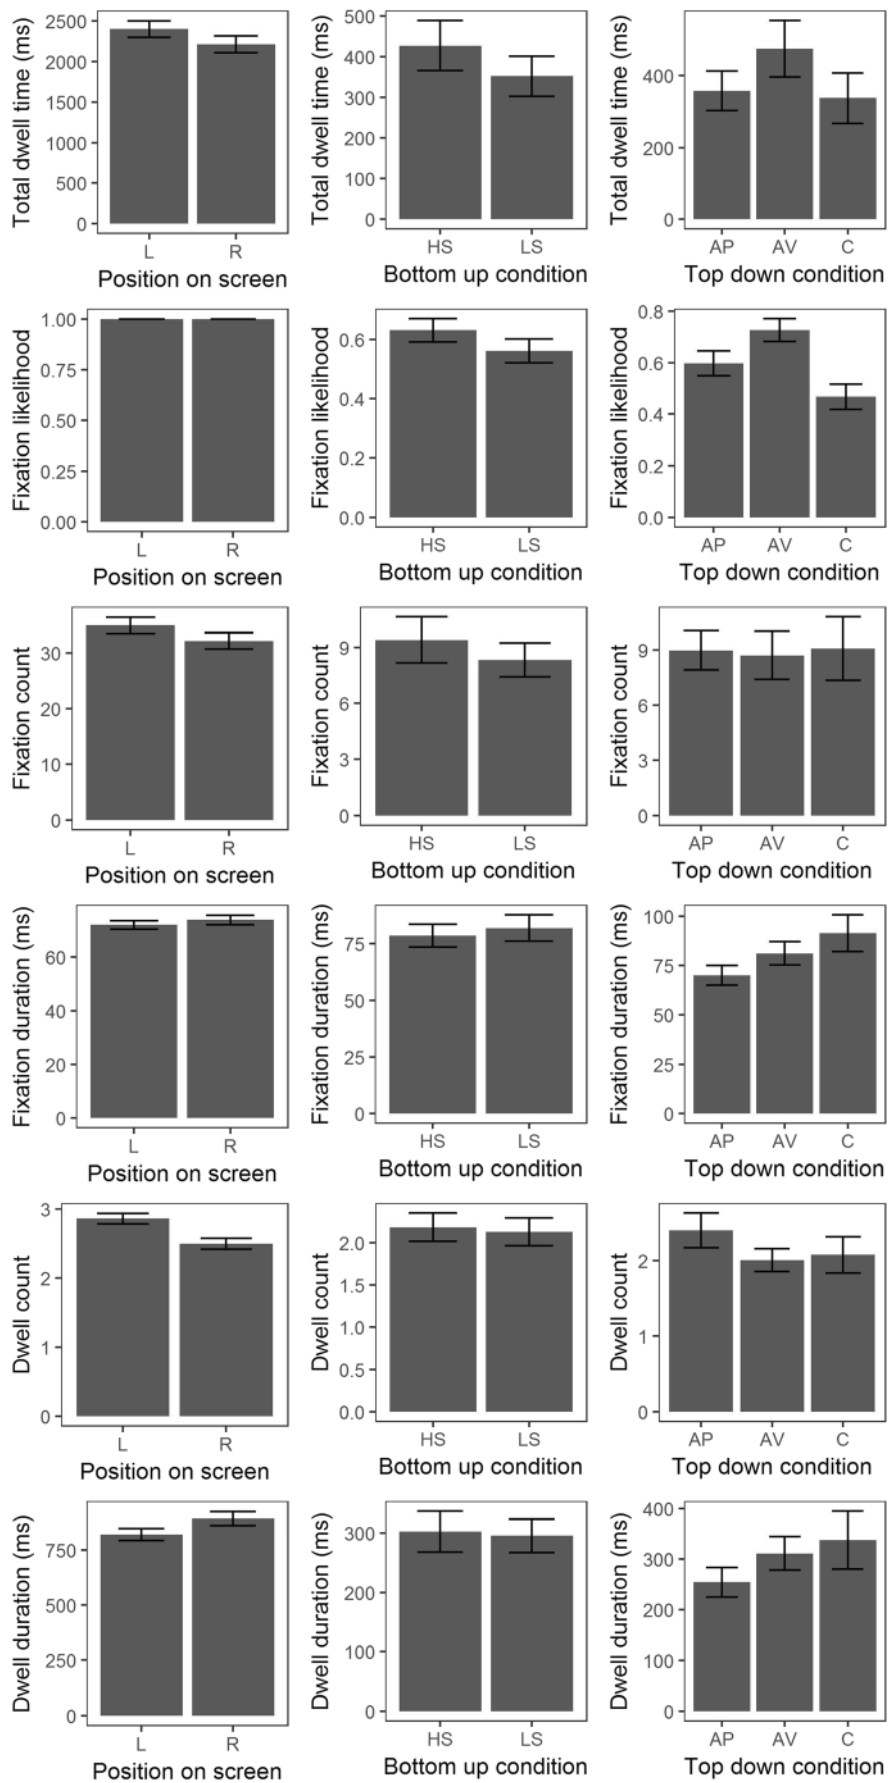 Total dwell time (ms)
2500
2000
1500
1000
500
0
L R
Position on screen
Total dwell time (ms)
500
400
300
200
100
0
HS LS
Bottom up condition
Total dwell time (ms)
400
200
0
AP AV C
Top down condition
Fixation likelihood
1.00
0.75
0.50
0.25
0.00
L R
Position on screen
Fixation likelihood
0.6
0.4
0.2
0.0
HS LS
Bottom up condition
Fixation likelihood
0.8
0.6
0.4
0.2
0.0
AP AV C
Top down condition
Fixation count
30
20
10
0
L R
Position on screen
Fixation count
9
6
3
0
HS LS
Bottom up condition
Fixation count
9
6
3
0
AP AV C
Top down condition
Fixation duration (ms)
60
40
20
0
L R
Position on screen
Fixation duration (ms)
75
50
25
0
HS LS
Bottom up condition
Fixation duration (ms)
100
75
50
25
0
AP AV C
Top down condition
Dwell count
3
2
1
0
L R
Position on screen
Dwell count
2.0
1.5
1.0
0.5
0.0
HS LS
Bottom up condition
Dwell count
2
1
0
AP AV C
Top down condition
Dwell duration (ms)
750
500
250
0
L R
Position on screen
Dwell duration (ms)
300
200
100
0
HS LS
Bottom up condition
Dwell duration (ms)
400
300
200
100
0
AP AV C
Top down condition